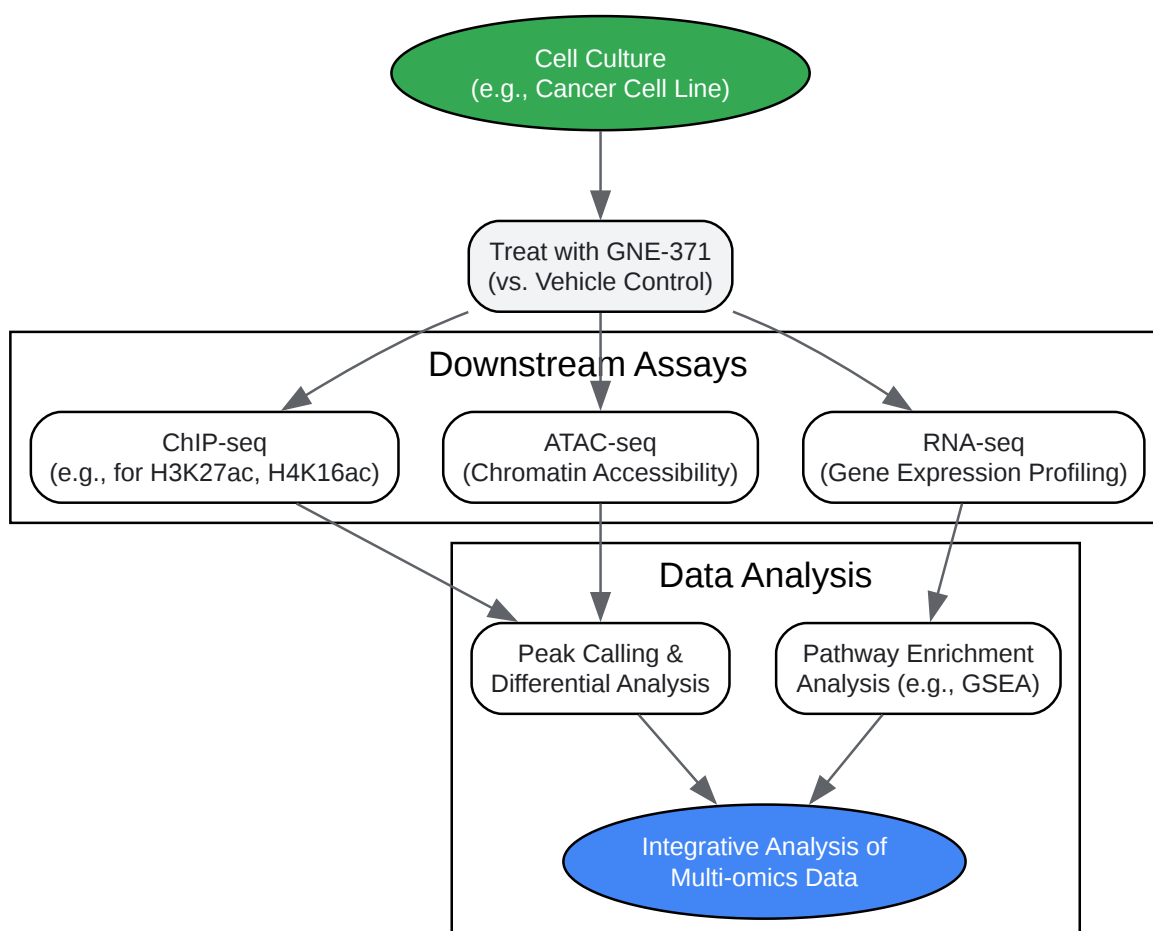 Cell Culture
(e.g., Cancer Cell Line)
Treat with GNE-371
(vs. Vehicle Control)
Downstream Assays
ChIP-seq
(e.g., for H3K27ac, H4K16ac)
ATAC-seq
(Chromatin Accessibility)
RNA-seq
(Gene Expression Profiling)
Data Analysis
Peak Calling &
Differential Analysis
Pathway Enrichment
Analysis (e.g., GSEA)
Integrative Analysis of
Multi-omics Data